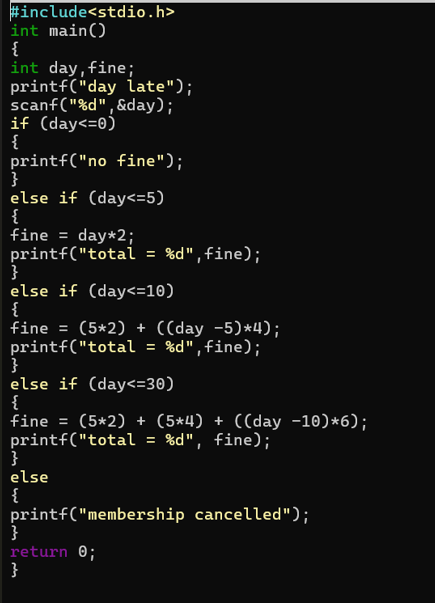 #include<stdio.h>
int main()
{
int day,fine;
printf("day late");
scanf("%d",&day);
if (day<=0)
{
printf("no fine");
}
else if (day<=5)
{
fine = day*2;
printf("total = %d",fine);
}
else if (day<=10)
{
fine = (5*2) + ((day -5)*4);
printf("total = %d",fine);
}
else if (day<=30)
{
fine = (5*2) + (5*4) + ((day -10)*6);
printf("total = %d", fine);
}
else
{
printf("membership cancelled");
}
return 0;
}